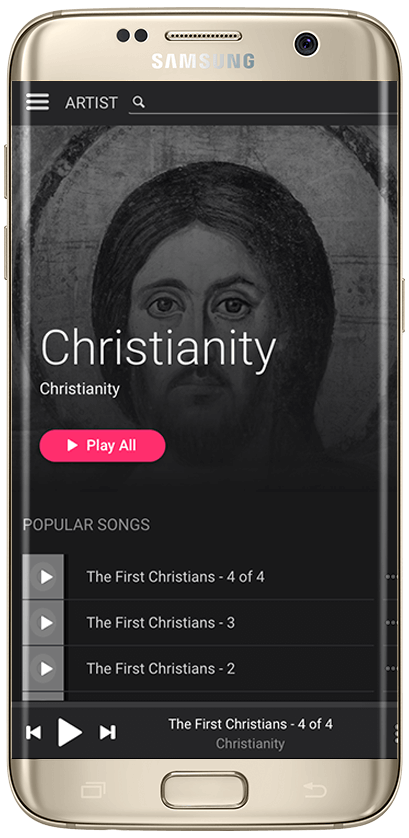 SAMSUNG
ARTIST
Christianity
Christianity
Play All
POPULAR SONGS
The First Christians - 4 of 4
The First Christians - 3
The First Christians - 2
The First Christians - 4 of 4
Christianity